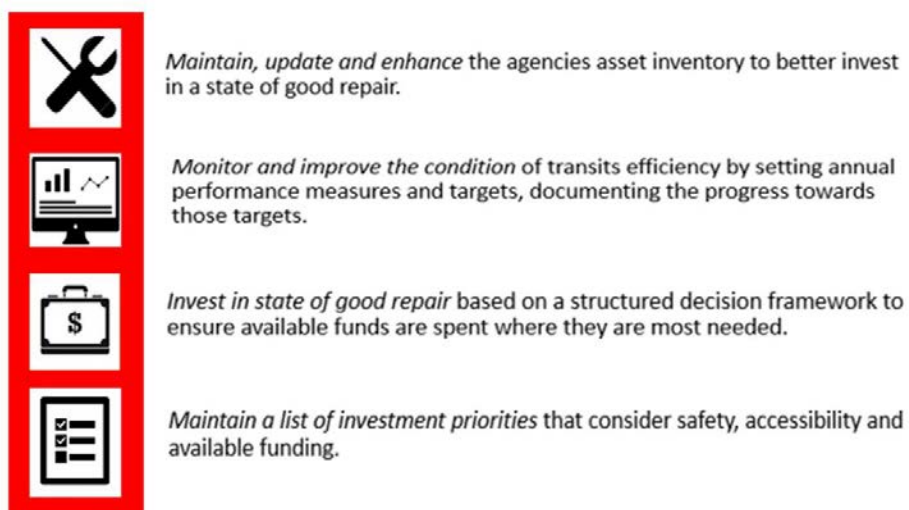 Maintain, update and enhance the agencies asset inventory to better invest
in a state of good repair.
Monitor and improve the condition of transits efficiency by setting annual
performance measures and targets, documenting the progress towards
those targets.
$
Invest in state of good repair based on a structured decision framework to
ensure available funds are spent where they are most needed.
Maintain a list of investment priorities that consider safety, accessibility and
available funding.